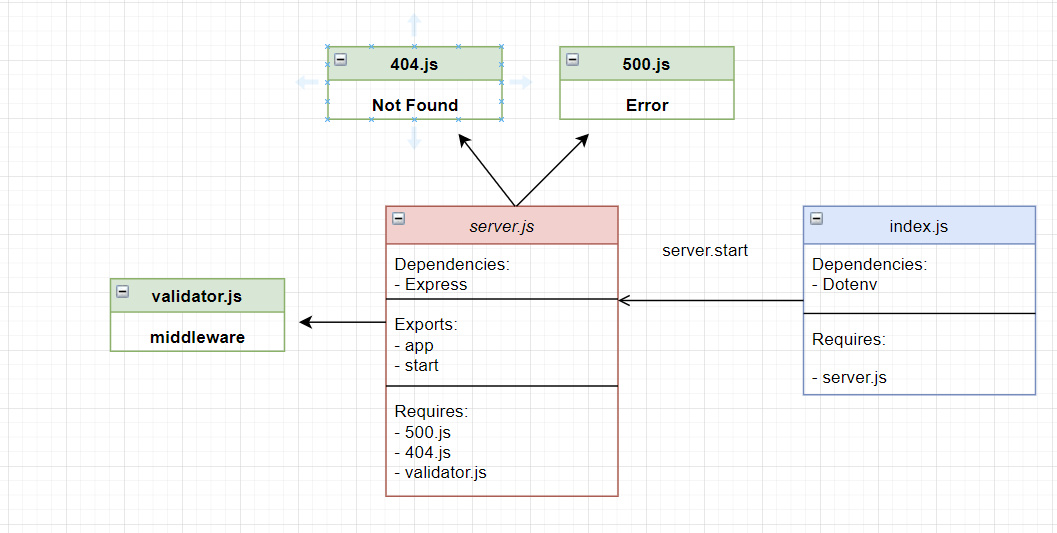 404.js
Not Found
500.js
Error
server.js
Dependencies:
- Express
Exports:
- app
- start
Requires:
- 500.js
- 404.js
- validator.js
server.start
index.js
Dependencies:
- Dotenv
Requires:
- server.js
validator.js
middleware